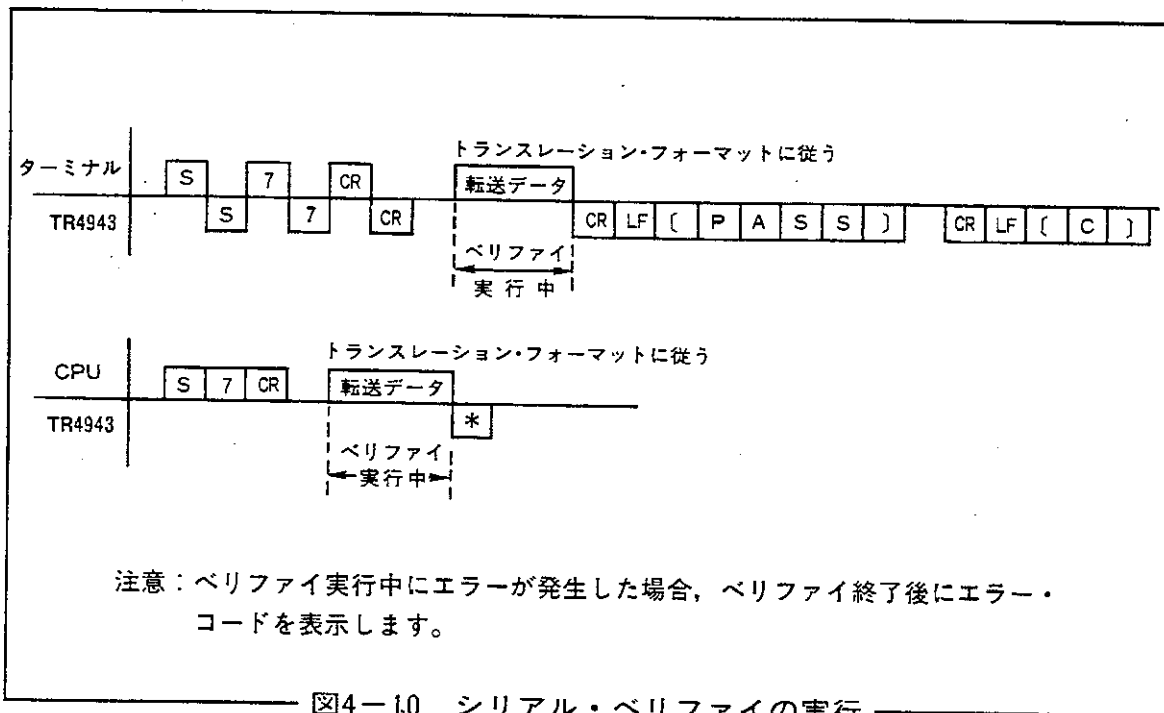 トランスレーション・フォーマットに従う
ターミナル S 7 CR 転送データ
TR4943 S 7 CR CR LF 〔 P A S S 〕 CR LF 〔 C 〕
ベリファイ
実行中
トランスレーション・フォーマットに従う
CPU S 7 CR 転送データ
TR4943 *
ベリファイ
実行中
注意：ベリファイ実行中にエラーが発生した場合，ベリファイ終了後にエラー・
コードを表示します。
図4－10 シリアル・ベリファイの実行